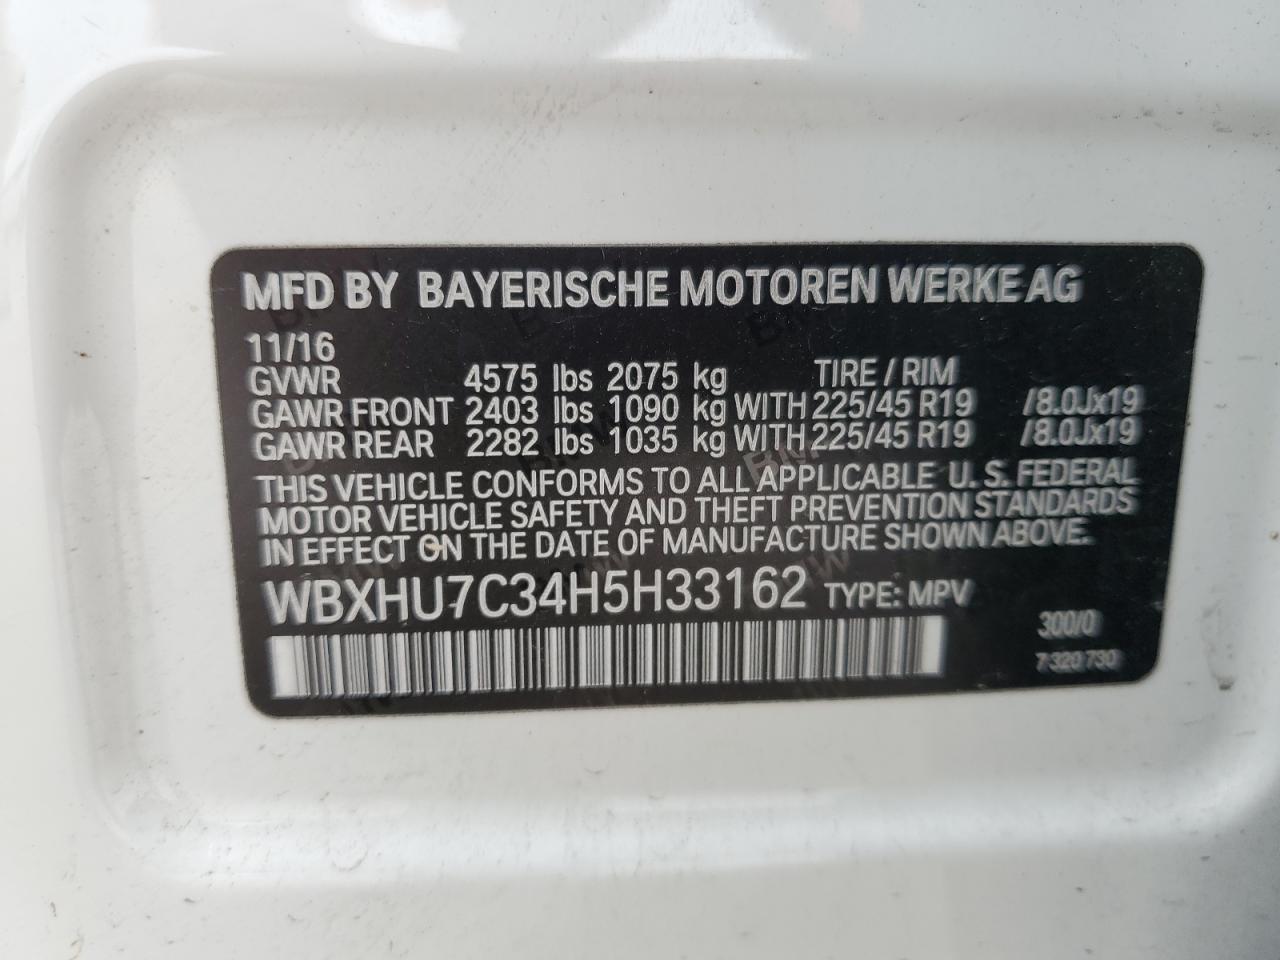 MFD BY BAYERISCHE MOTOREN WERKE AG
11/16
GVWR 4575 lbs 2075 kg TIRE / RIM
GAWR FRONT 2403 lbs 1090 kg WITH 225/45 R19 /8.0Jx19
GAWR REAR 2282 lbs 1035 kg WITH 225/45 R19 /8.0Jx19
THIS VEHICLE CONFORMS TO ALL APPLICABLE U. S. FEDERAL
MOTOR VEHICLE SAFETY AND THEFT PREVENTION STANDARDS
IN EFFECT ON THE DATE OF MANUFACTURE SHOWN ABOVE.
WBXHU7C34H5H33162 TYPE: MPV
300/0
7 320 730